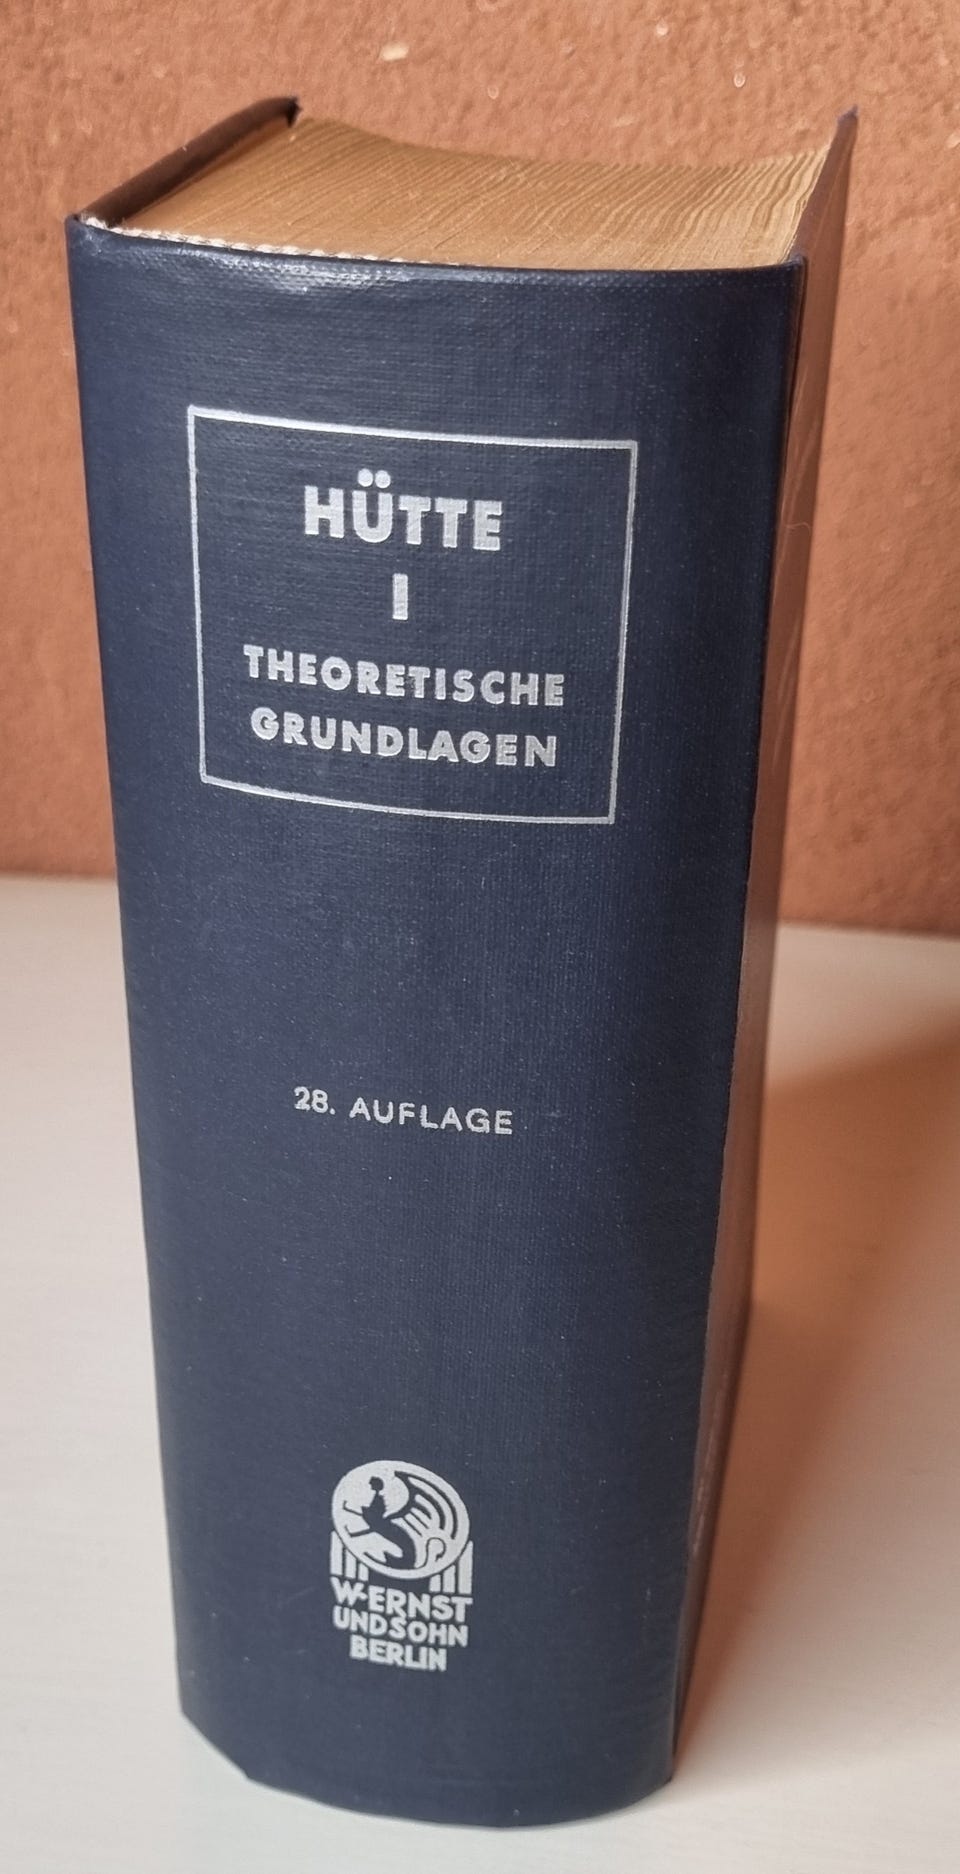 HÜTTE
I
THEORETISCHE
GRUNDLAGEN
28. AUFLAGE
W·ERNST
UND SOHN
BERLIN